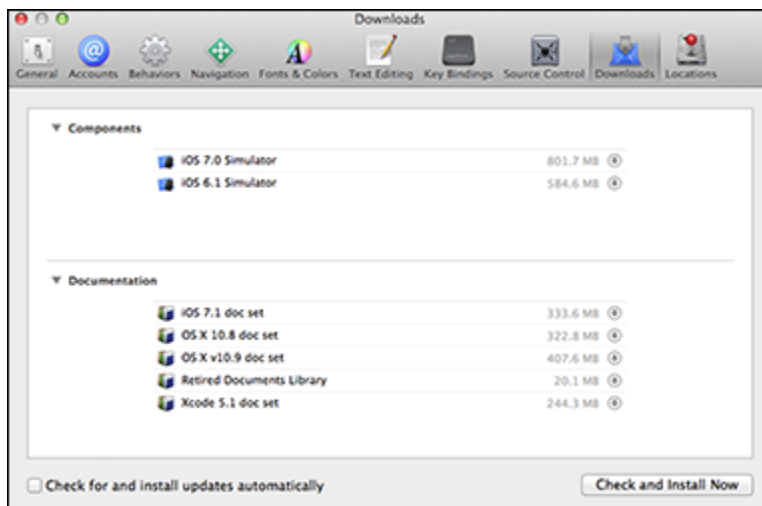 Downloads
General Accounts Behaviors Navigation Fonts & Colors Text Editing Key Bindings Source Control Downloads Locations
Components
iOS 7.0 Simulator 801.7 MB
iOS 6.1 Simulator 584.6 MB
Documentation
iOS 7.1 doc set 333.6 MB
OS X 10.8 doc set 322.8 MB
OS X v10.9 doc set 407.6 MB
Retired Documents Library 20.1 MB
Xcode 5.1 doc set 244.3 MB
Check for and install updates automatically Check and Install Now